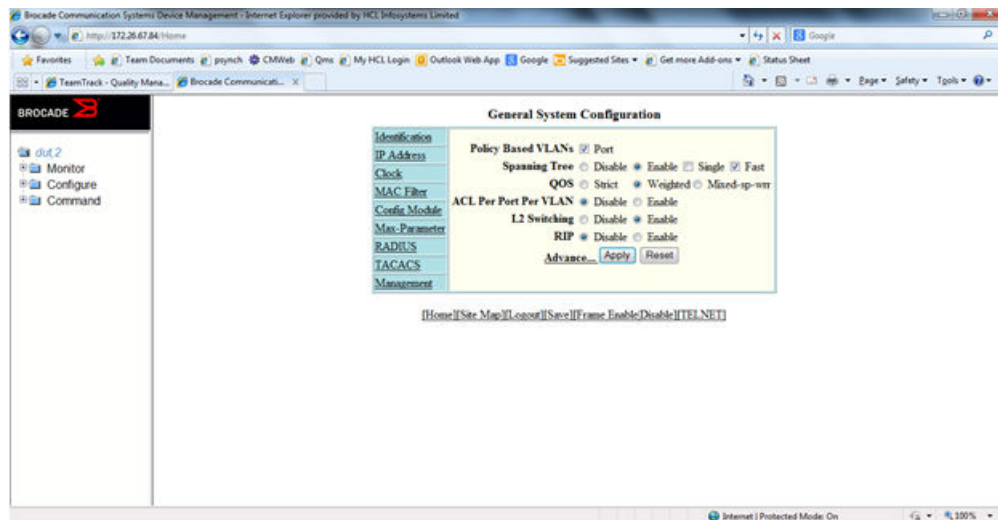 Brocade Communication Systems Device Management - Internet Explorer provided by HCL Infosystems Limited
http://172.26.67.84/Home
Google
Favorites Team Documents psynch CMWeb Qms My HCL Login Outlook Web App Google Suggested Sites Get more Add-ons Status Sheet
TeamTrack - Quality Mana... Brocade Communicati... X
Page Safety Tools
BROCADE
dut,2
Monitor
Configure
Command
General System Configuration
Identification
IP Address
Clock
MAC Filter
Config Module
Max-Parameter
RADIUS
TACACS
Management
Policy Based VLANs Port
Spanning Tree Disable Enable Single Fast
QOS Strict Weighted Mixed-sp-wrr
ACL Per Port Per VLAN Disable Enable
L2 Switching Disable Enable
RIP Disable Enable
Advance... Apply Reset
[Home][Site Map][Logout][Save][Frame Enable|Disable][TELNET]
Internet | Protected Mode: On 100%